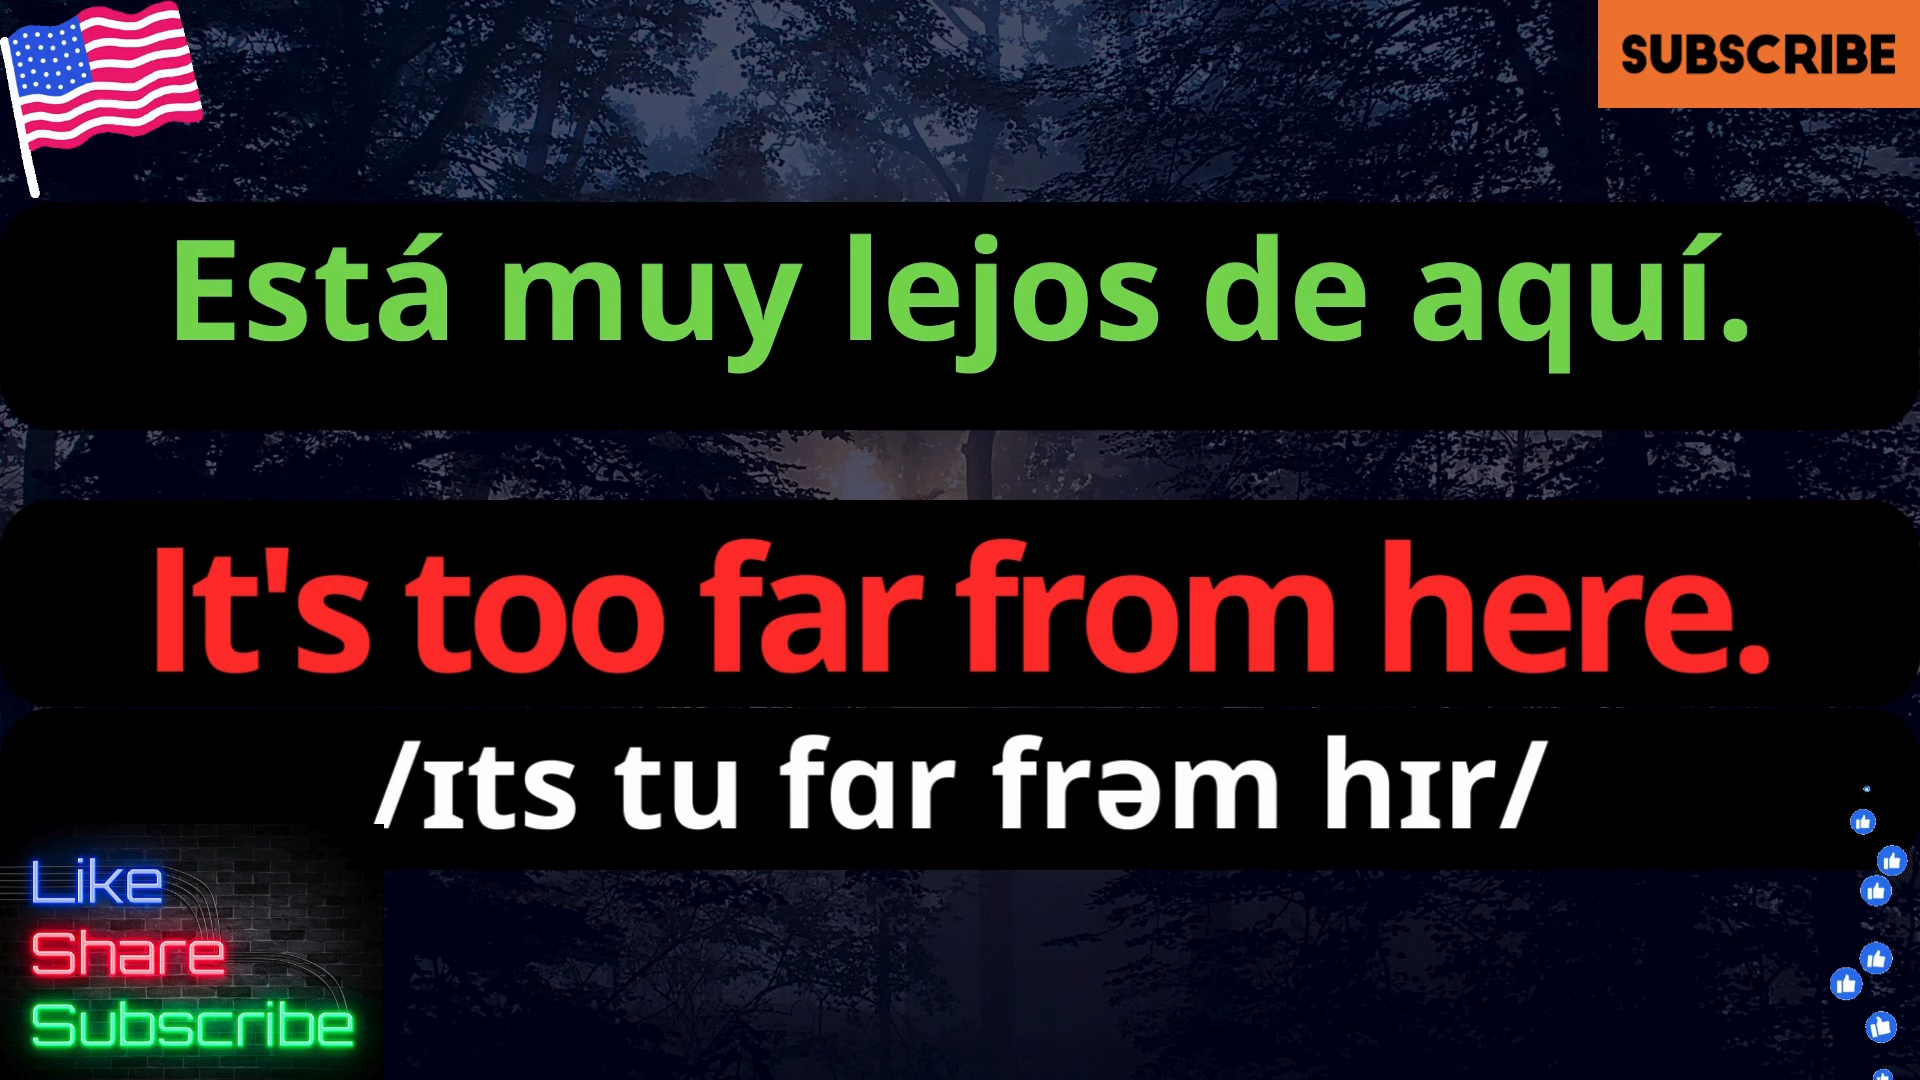 SUBSCRIBE
Está muy lejos de aquí.
It's too far from here.
/ɪts tu fɑr frəm hɪr/
Like
Share
Subscribe